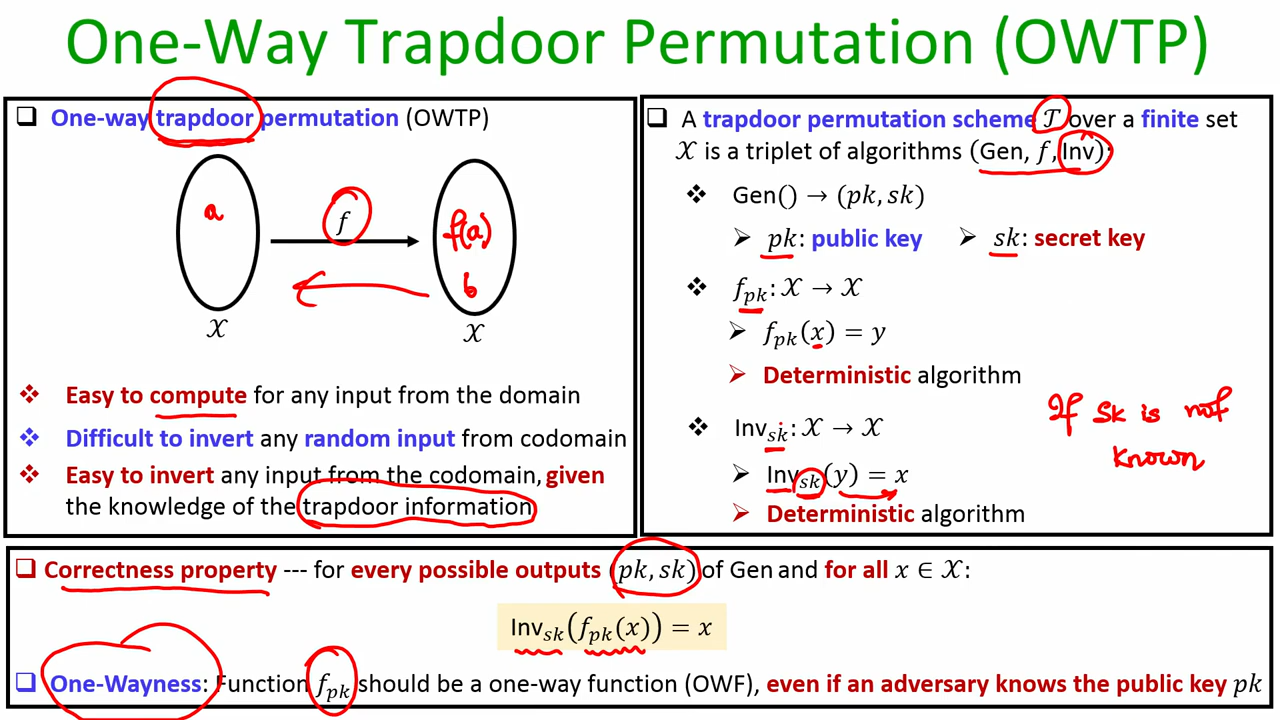 One-Way Trapdoor Permutation (OWTP)
❑ One-way trapdoor permutation (OWTP)
a
f
f(a)
b
𝒳
𝒳
❖ Easy to compute for any input from the domain
❖ Difficult to invert any random input from codomain
❖ Easy to invert any input from the codomain, given
the knowledge of the trapdoor information
❑ A trapdoor permutation scheme 𝒯 over a finite set
𝒳 is a triplet of algorithms (Gen, f, Inv):
❖ Gen() → (pk, sk)
➢ pk: public key ➢ sk: secret key
❖ f_pk: 𝒳 → 𝒳
➢ f_pk(x) = y
➢ Deterministic algorithm
❖ Inv_sk: 𝒳 → 𝒳
➢ Inv_sk(y) = x
➢ Deterministic algorithm
If sk is not
known
❑ Correctness property --- for every possible outputs (pk, sk) of Gen and for all x ∈ 𝒳:
Inv_sk(f_pk(x)) = x
❑ One-Wayness: Function f_pk should be a one-way function (OWF), even if an adversary knows the public key pk